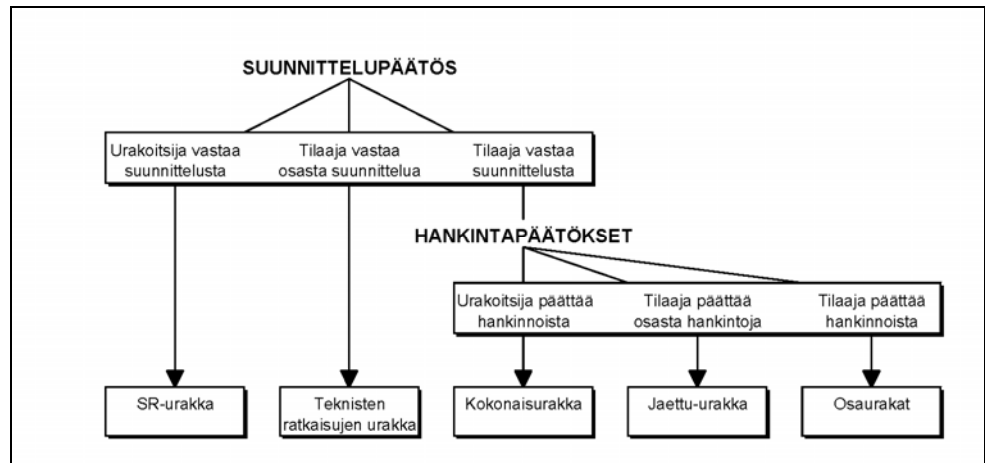 SUUNNITTELUPÄÄTÖS
Urakoitsija vastaa
suunnittelusta
Tilaaja vastaa
osasta suunnittelua
Tilaaja vastaa
suunnittelusta
HANKINTAPÄÄTÖKSET
Urakoitsija päättää
hankinnoista
Tilaaja päättää
osasta hankintoja
Tilaaja päättää
hankinnoista
SR-urakka
Teknisten
ratkaisujen urakka
Kokonaisurakka
Jaettu-urakka
Osaurakat